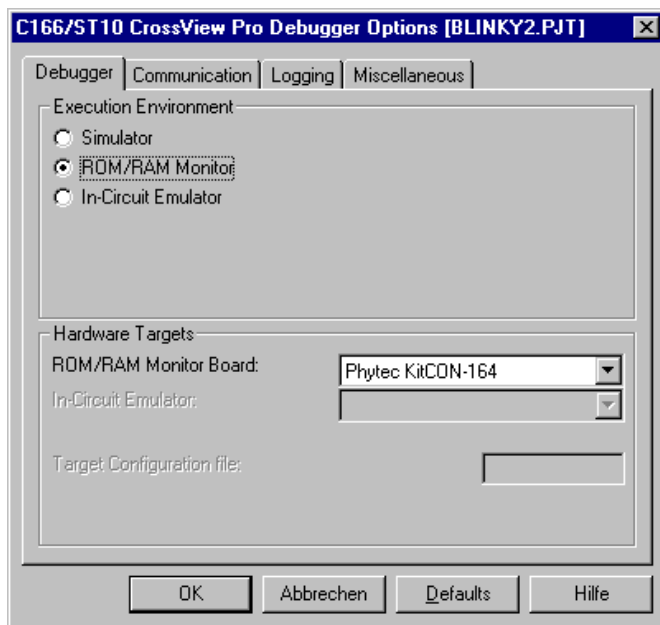 C166/ST10 CrossView Pro Debugger Options [BLINKY2.PJT]
Debugger Communication Logging Miscellaneous
Execution Environment
Simulator
ROM/RAM Monitor
In-Circuit Emulator
Hardware Targets
ROM/RAM Monitor Board: Phytec KitCON-164
In-Circuit Emulator:
Target Configuration file:
OK Abbrechen Defaults Hilfe